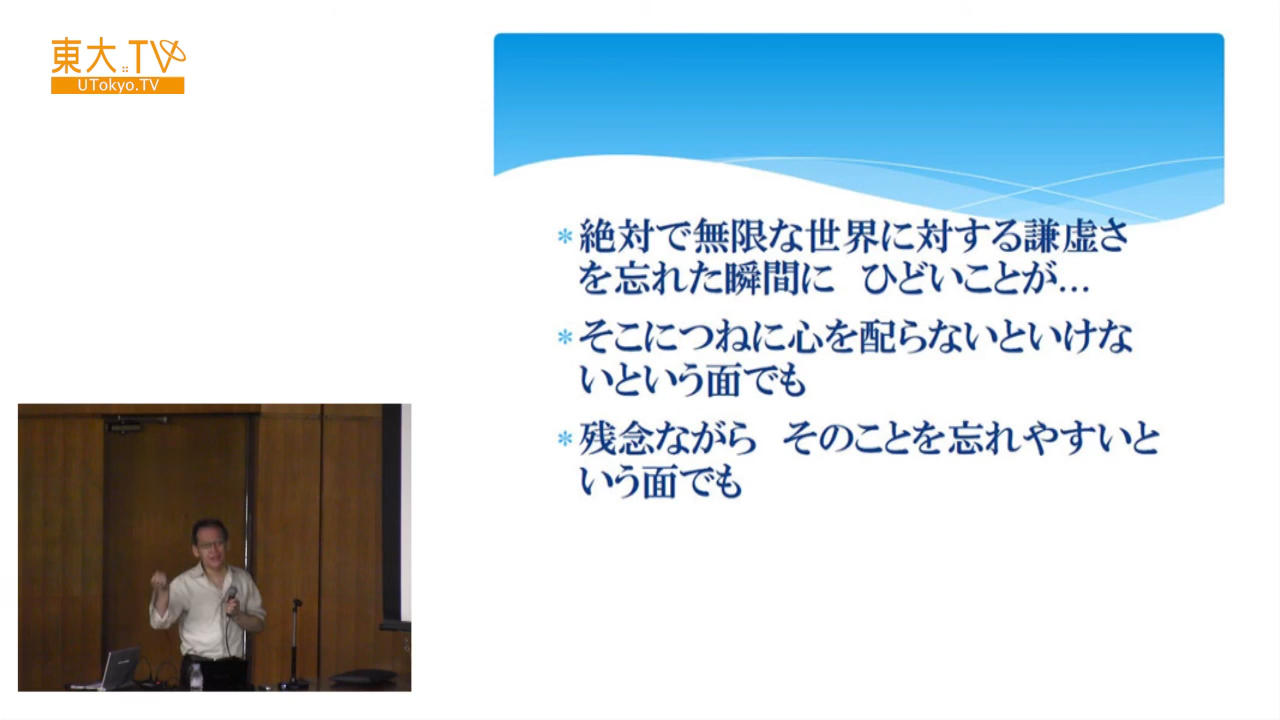 東大.TV
UTokyo.TV
*絶対で無限な世界に対する謙虚さ
を忘れた瞬間に　ひどいことが…
*そこにつねに心を配らないといけな
いという面でも
*残念ながら　そのことを忘れやすいと
いう面でも